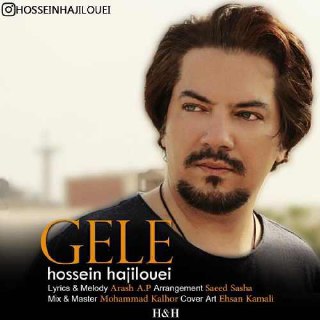 HOSSEINHAJILOUEI
GELE
hossein hajilouei
Lyrics & Melody Arash A.P Arrangement Saeed Sasha
Mix & Master Mohammad Kalhor Cover Art Ehsan Kamali
H&H